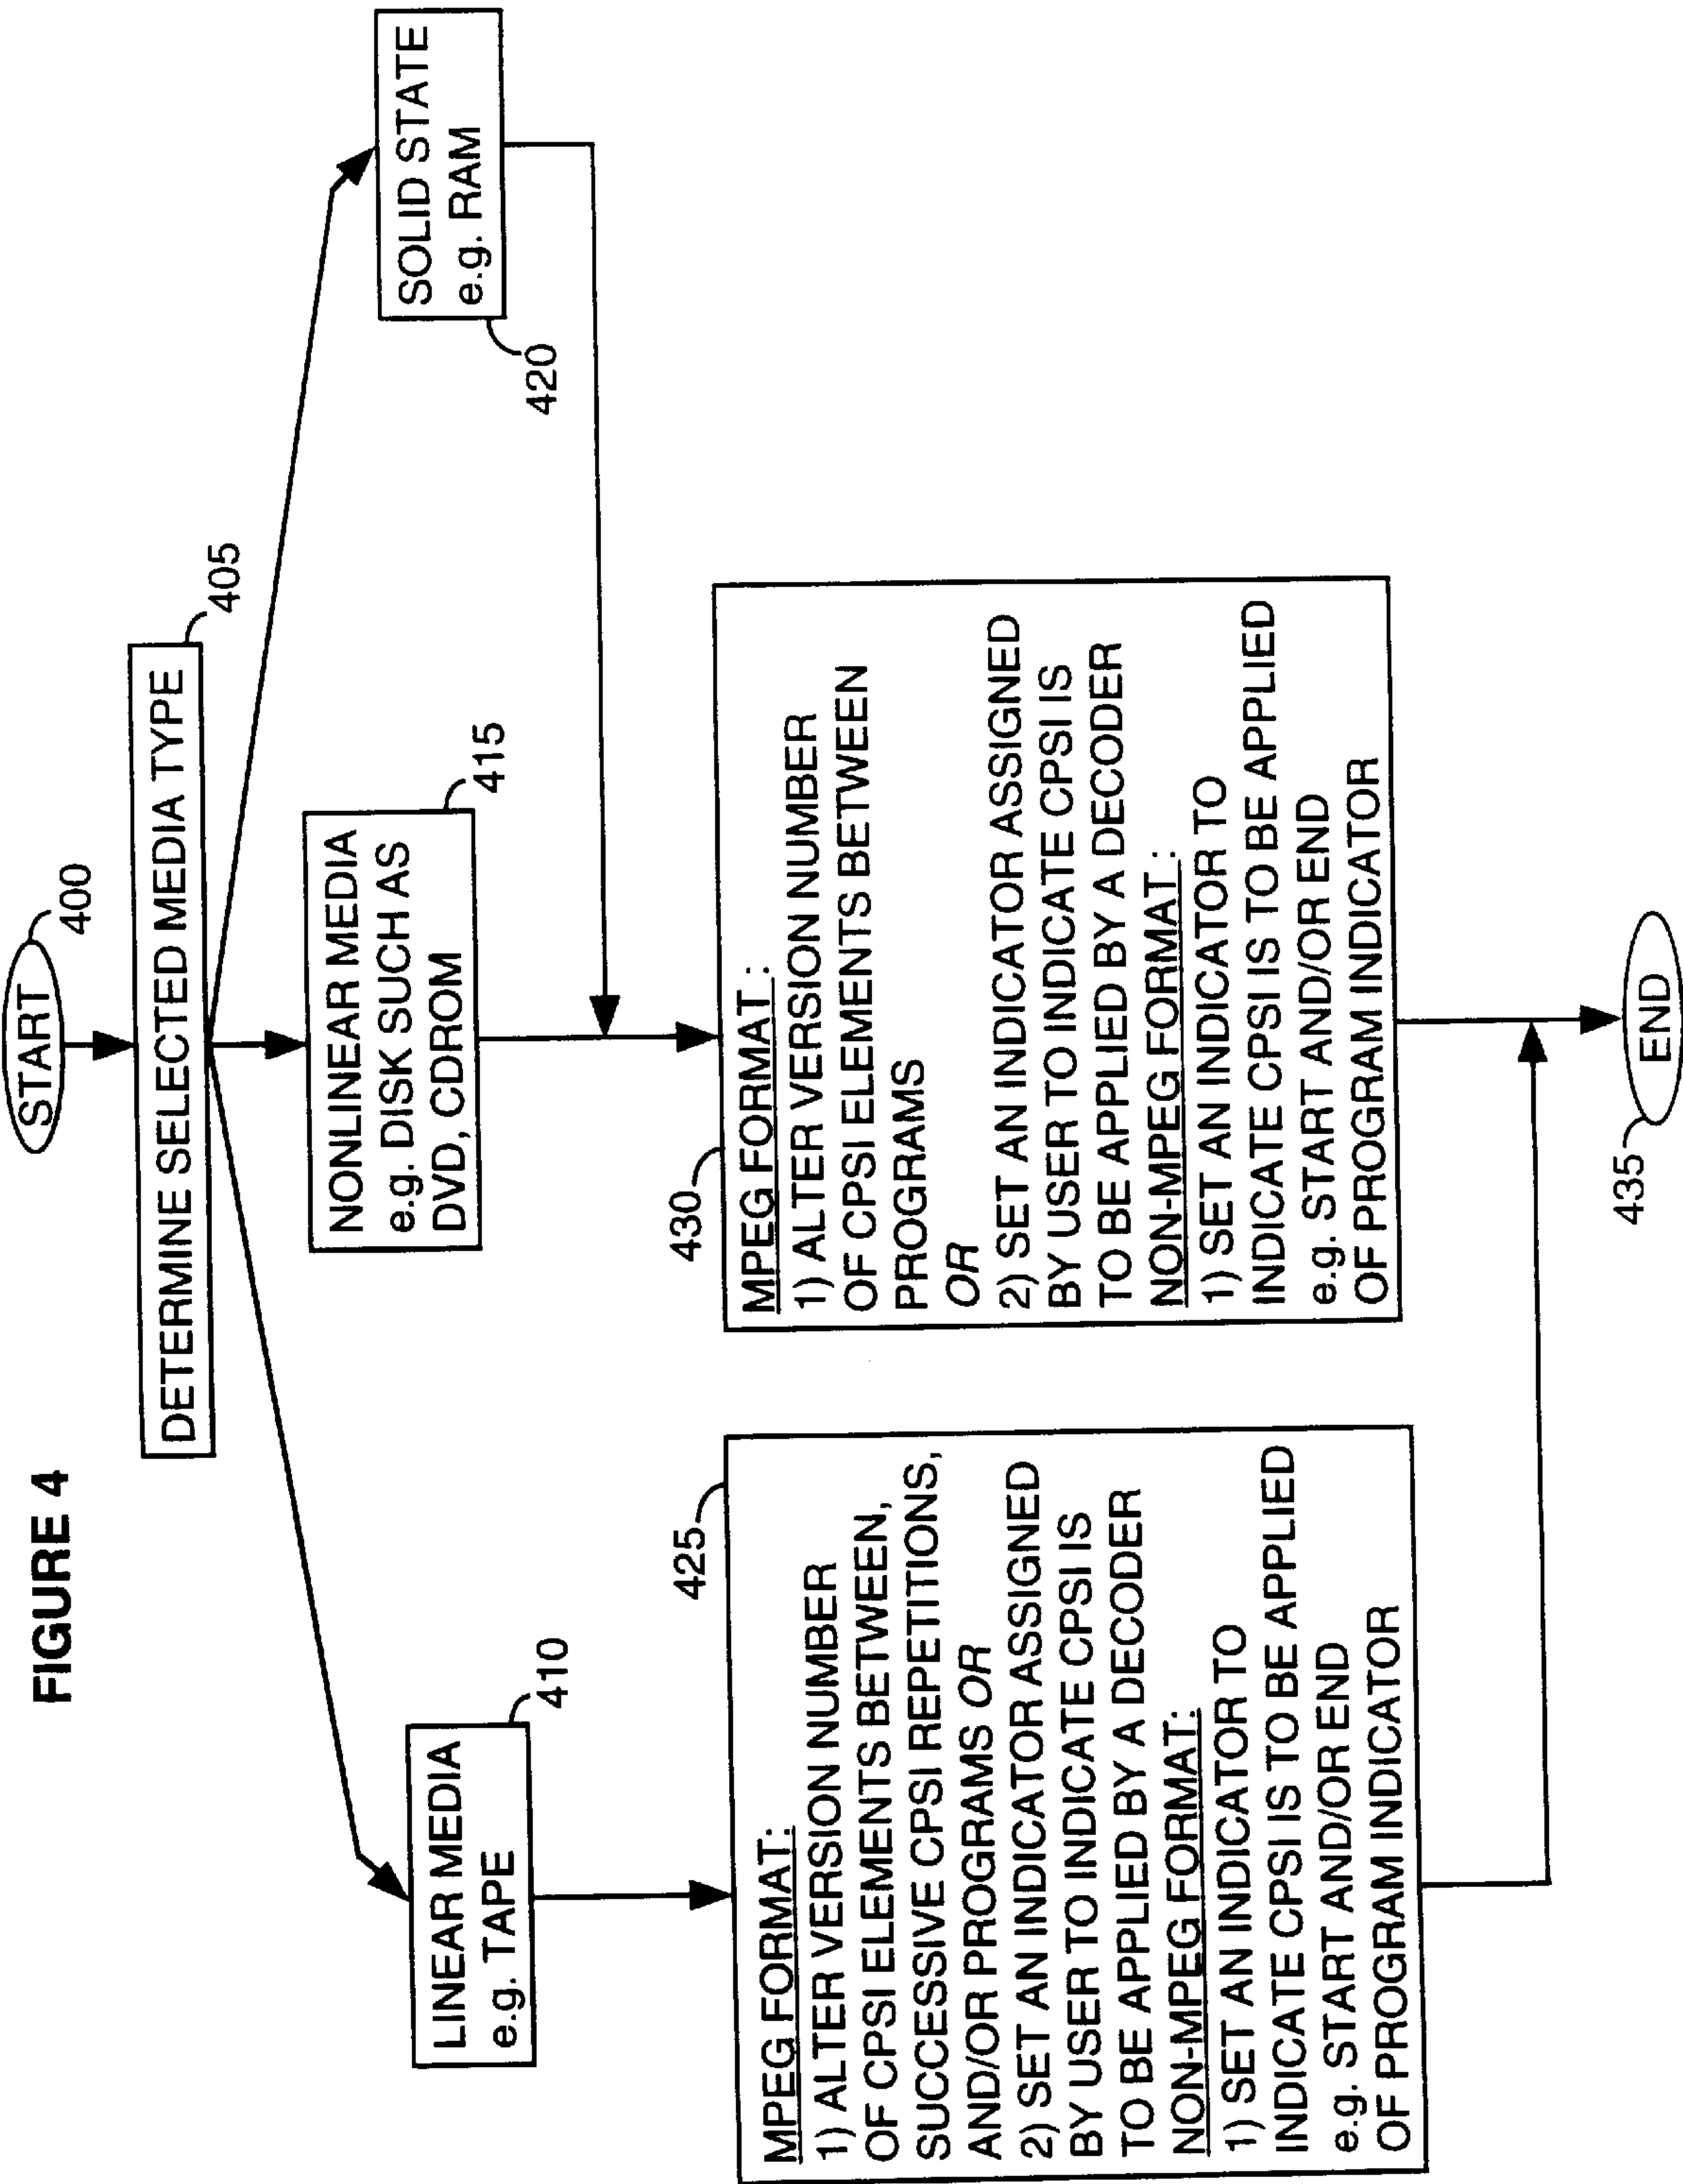 FIGURE 4
START
400
DETERMINE SELECTED MEDIA TYPE
405
LINEAR MEDIA
e.g. TAPE
410
NONLINEAR MEDIA
e.g. DISK SUCH AS
DVD, CDROM
415
SOLID STATE
e.g. RAM
420
425
MPEG FORMAT:
1) ALTER VERSION NUMBER
OF CPSI ELEMENTS BETWEEN,
SUCCESSIVE CPSI REPETITIONS,
AND/OR PROGRAMS OR
2) SET AN INDICATOR ASSIGNED
BY USER TO INDICATE CPSI IS
TO BE APPLIED BY A DECODER
NON-MPEG FORMAT:
1) SET AN INDICATOR TO
INDICATE CPSI IS TO BE APPLIED
e.g. START AND/OR END
OF PROGRAM INDICATOR
430
MPEG FORMAT :
1) ALTER VERSION NUMBER
OF CPSI ELEMENTS BETWEEN
PROGRAMS
OR
2) SET AN INDICATOR ASSIGNED
BY USER TO INDICATE CPSI IS
TO BE APPLIED BY A DECODER
NON-MPEG FORMAT :
1) SET AN INDICATOR TO
INDICATE CPSI IS TO BE APPLIED
e.g. START AND/OR END
OF PROGRAM INDICATOR
435
END